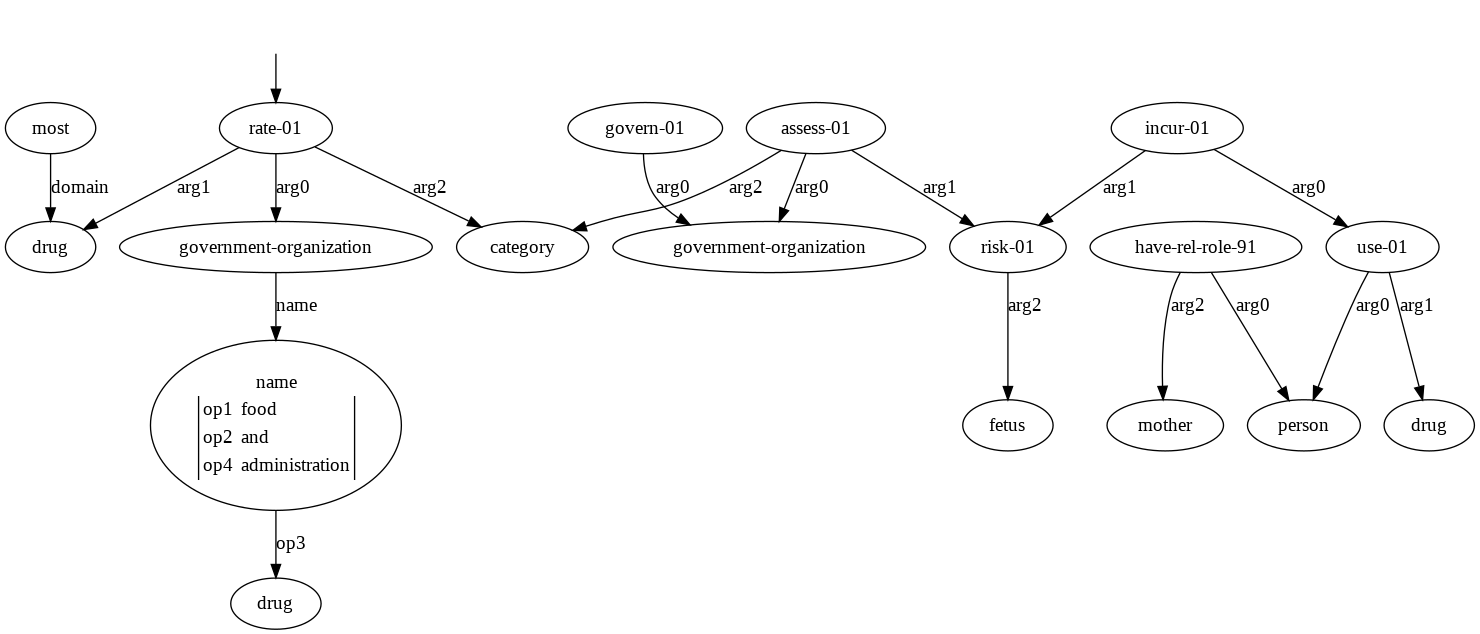 most
rate-01
govern-01
assess-01
incur-01
domain
arg1
arg0
arg2
arg0
arg2
arg0
arg1
arg1
arg0
drug
government-organization
category
government-organization
risk-01
have-rel-role-91
use-01
name
arg2
arg2
arg0
arg0
arg1
name
op1 food
op2 and
op4 administration
fetus
mother
person
drug
op3
drug